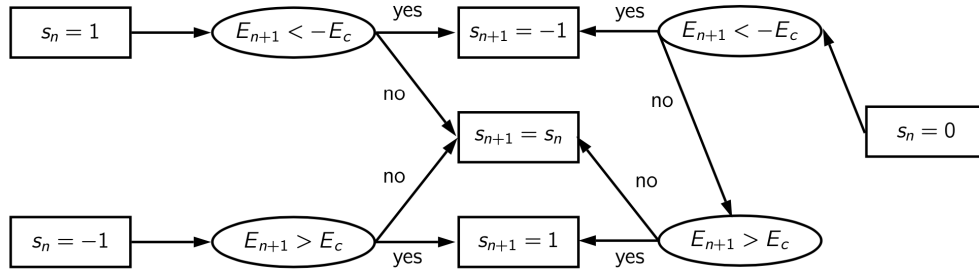 s_n = 1
E_{n+1} < −E_c
yes
s_{n+1} = −1
yes
E_{n+1} < −E_c
no
no
s_{n+1} = s_n
s_n = 0
no
no
s_n = −1
E_{n+1} > E_c
yes
s_{n+1} = 1
yes
E_{n+1} > E_c